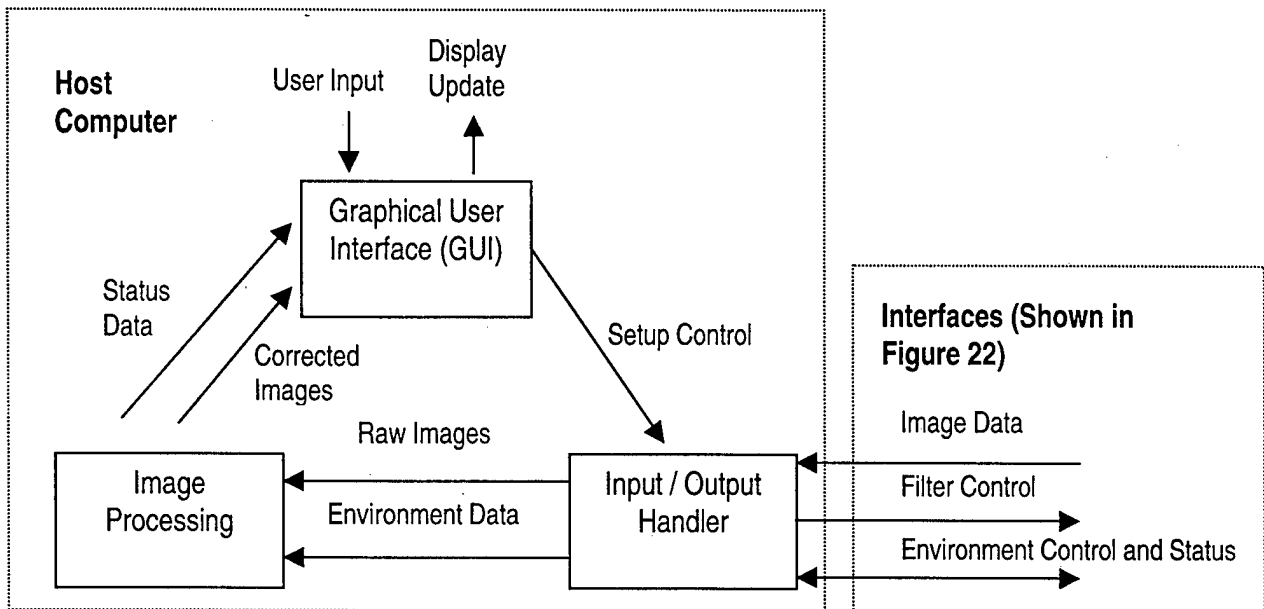 Host
Computer
User Input
Display
Update
Graphical User
Interface (GUI)
Status
Data
Corrected
Images
Setup Control
Raw Images
Environment Data
Image
Processing
Input / Output
Handler
Interfaces (Shown in
Figure 22)
Image Data
Filter Control
Environment Control and Status